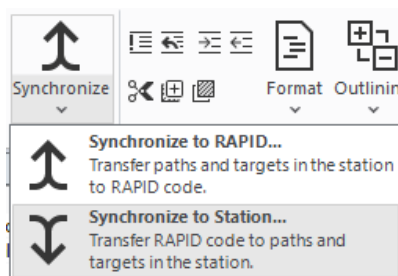 Synchronize
Format
Synchronize to RAPID...
Transfer paths and targets in the station
to RAPID code.
Synchronize to Station...
Transfer RAPID code to paths and
targets in the station.